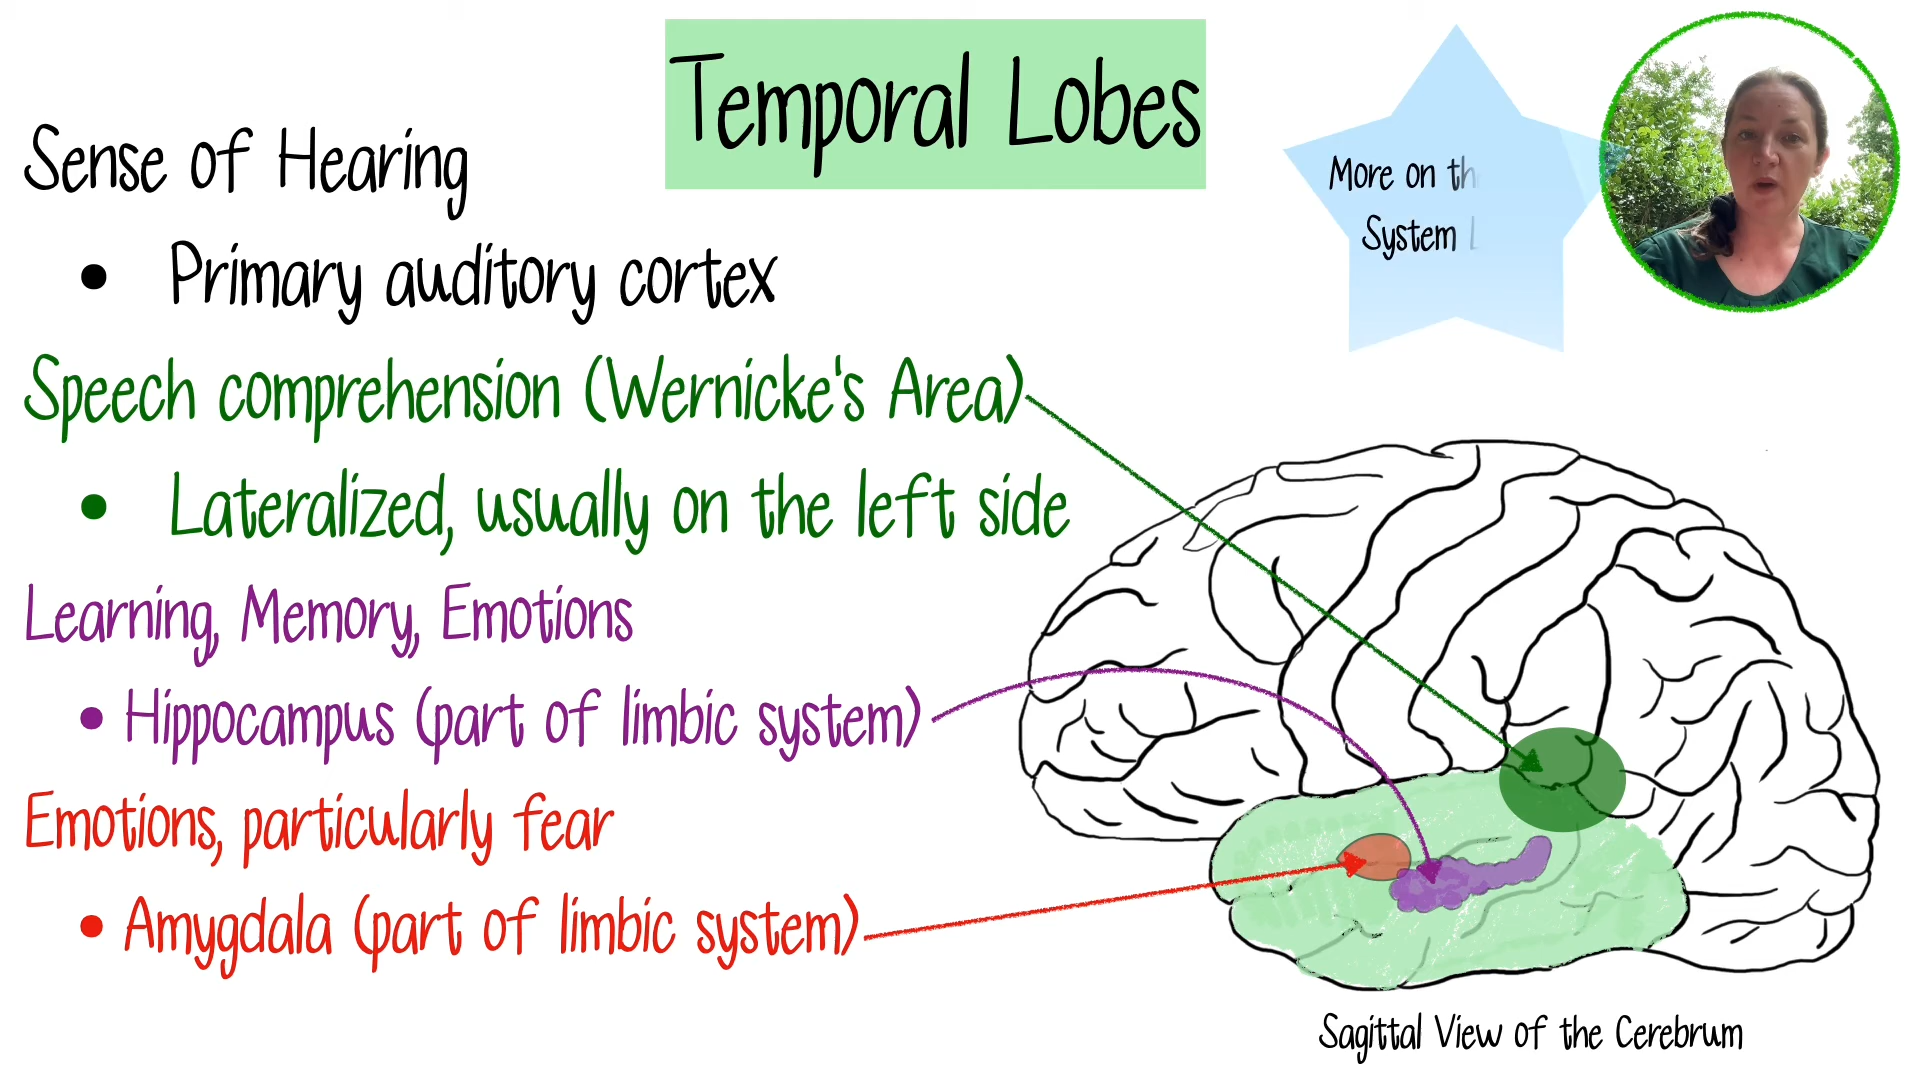 Temporal Lobes
Sense of Hearing
• Primary auditory cortex
Speech comprehension (Wernicke's Area)
• Lateralized, usually on the left side
Learning, Memory, Emotions
• Hippocampus (part of limbic system)
Emotions, particularly fear
• Amygdala (part of limbic system)
More on
System
Sagittal View of the Cerebrum